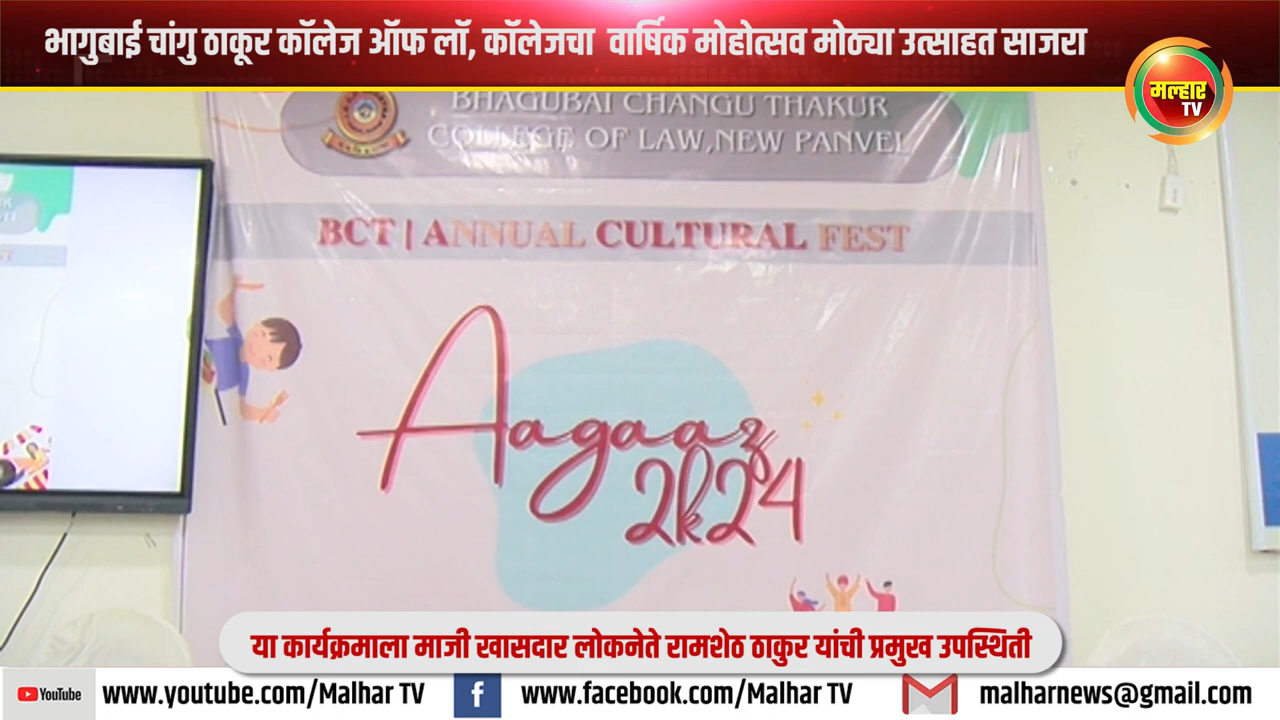 भागुबाई चांगु ठाकूर कॉलेज ऑफ लॉ, कॉलेजचा वार्षिक मोहोत्सव मोठ्या उत्साहत साजरा
मल्हार
TV
BHAGUBAI CHANGU THAKUR
COLLEGE OF LAW,NEW PANVEL
BCT | ANNUAL CULTURAL FEST
Aagaaz
2k24
या कार्यक्रमाला माजी खासदार लोकनेते रामशेठ ठाकुर यांची प्रमुख उपस्थिती
YouTube www.youtube.com/Malhar TV www.facebook.com/Malhar TV malharnews@gmail.com